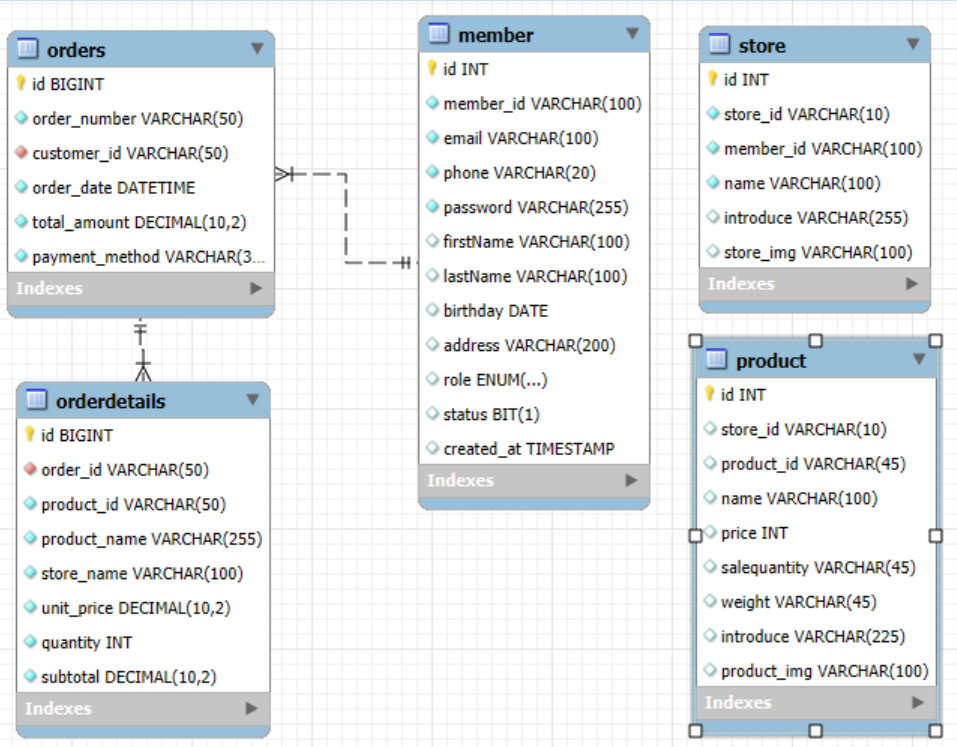 orders
id BIGINT
order_number VARCHAR(50)
customer_id VARCHAR(50)
order_date DATETIME
total_amount DECIMAL(10,2)
payment_method VARCHAR(3...
Indexes
orderdetails
id BIGINT
order_id VARCHAR(50)
product_id VARCHAR(50)
product_name VARCHAR(255)
store_name VARCHAR(100)
unit_price DECIMAL(10,2)
quantity INT
subtotal DECIMAL(10,2)
Indexes
member
id INT
member_id VARCHAR(100)
email VARCHAR(100)
phone VARCHAR(20)
password VARCHAR(255)
firstName VARCHAR(100)
lastName VARCHAR(100)
birthday DATE
address VARCHAR(200)
role ENUM(...)
status BIT(1)
created_at TIMESTAMP
Indexes
store
id INT
store_id VARCHAR(10)
member_id VARCHAR(100)
name VARCHAR(100)
introduce VARCHAR(255)
store_img VARCHAR(100)
Indexes
product
id INT
store_id VARCHAR(10)
product_id VARCHAR(45)
name VARCHAR(100)
price INT
salequantity VARCHAR(45)
weight VARCHAR(45)
introduce VARCHAR(225)
product_img VARCHAR(100)
Indexes